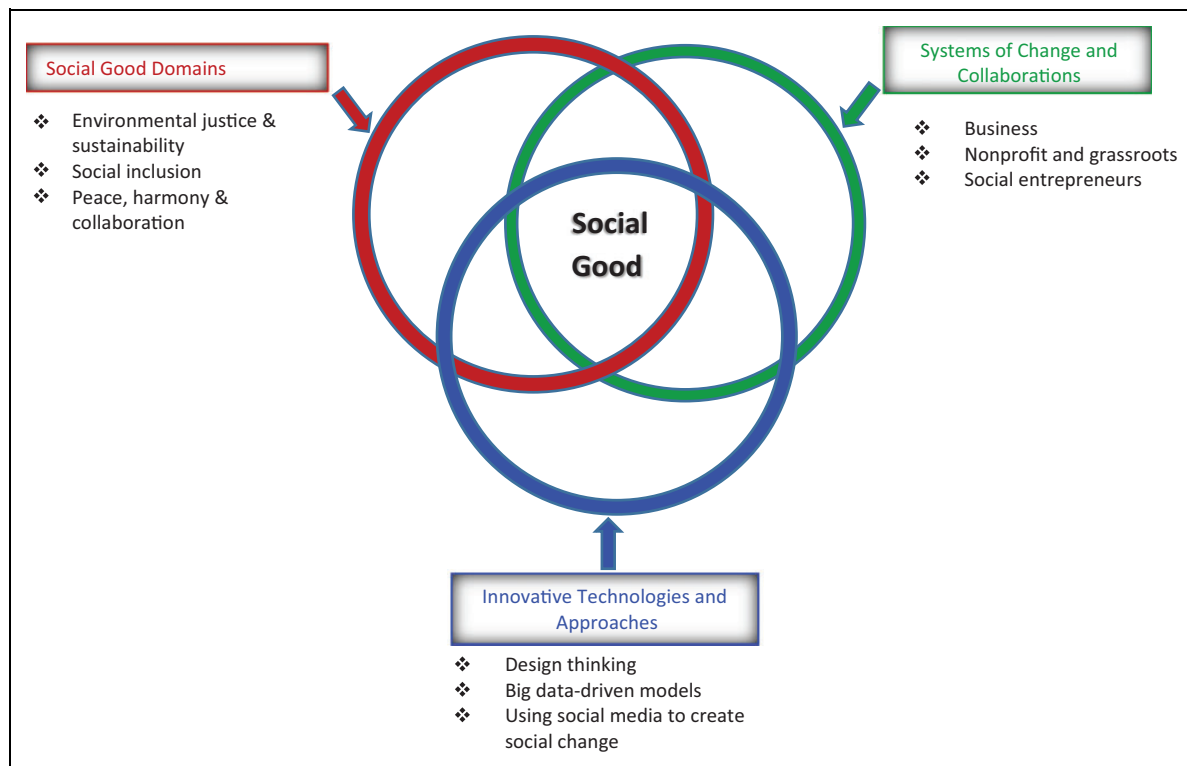 Social Good Domains
❖ Environmental justice &
sustainability
❖ Social inclusion
❖ Peace, harmony &
collaboration
Systems of Change and
Collaborations
❖ Business
❖ Nonprofit and grassroots
❖ Social entrepreneurs
Social
Good
Innovative Technologies and
Approaches
❖ Design thinking
❖ Big data-driven models
❖ Using social media to create
social change